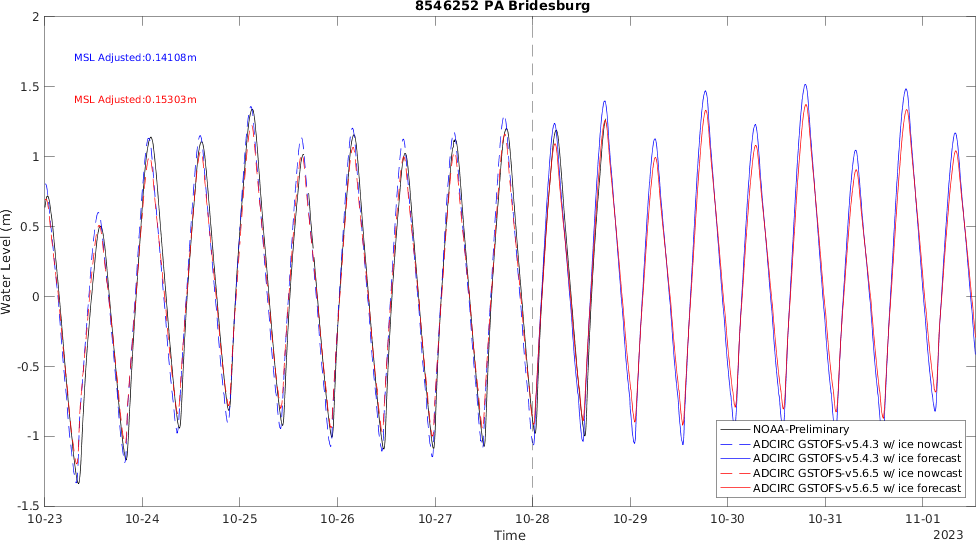 8546252 PA Bridesburg
2
1.5
1
0.5
0
-0.5
-1
-1.5
Water Level (m)
MSL Adjusted:0.14108m
MSL Adjusted:0.15303m
NOAA-Preliminary
ADCIRC GSTOFS-v5.4.3 w/ ice nowcast
ADCIRC GSTOFS-v5.4.3 w/ ice forecast
ADCIRC GSTOFS-v5.6.5 w/ ice nowcast
ADCIRC GSTOFS-v5.6.5 w/ ice forecast
10-23 10-24 10-25 10-26 10-27 10-28 10-29 10-30 10-31 11-01
Time
2023